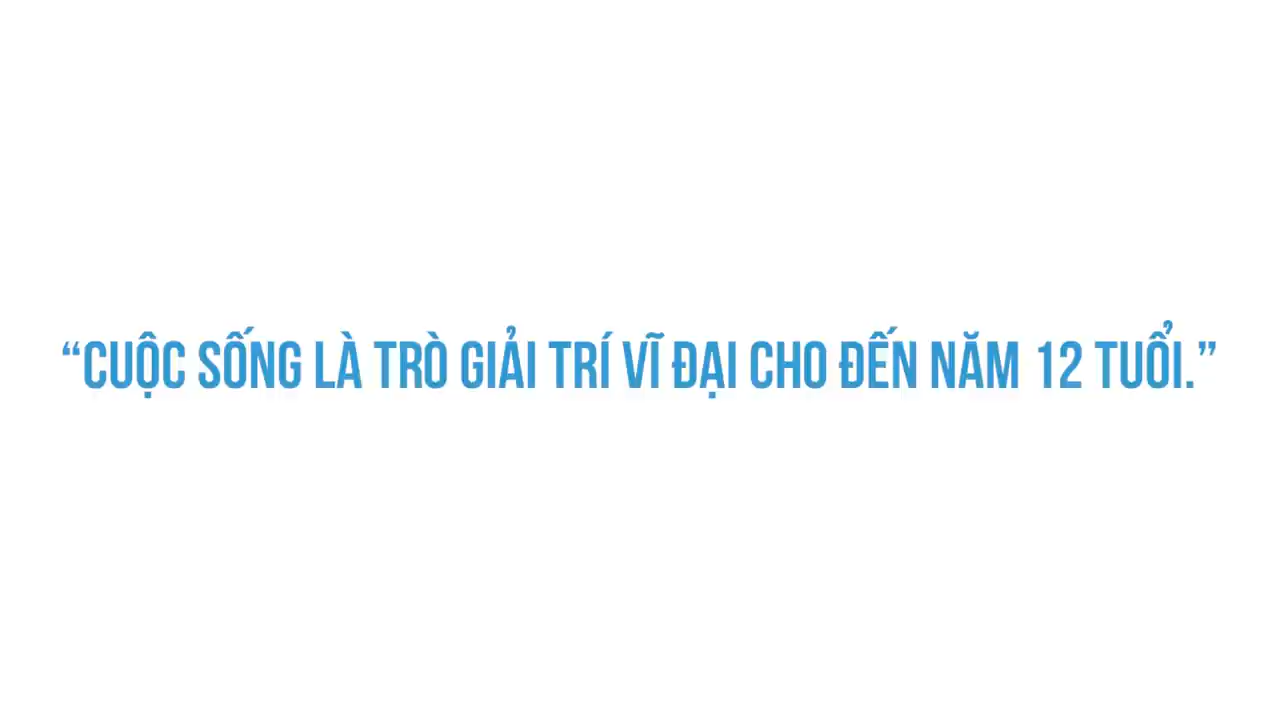 “CUỘC SỐNG LÀ TRÒ GIẢI TRÍ VĨ ĐẠI CHO ĐẾN NĂM 12 TUỔI.”